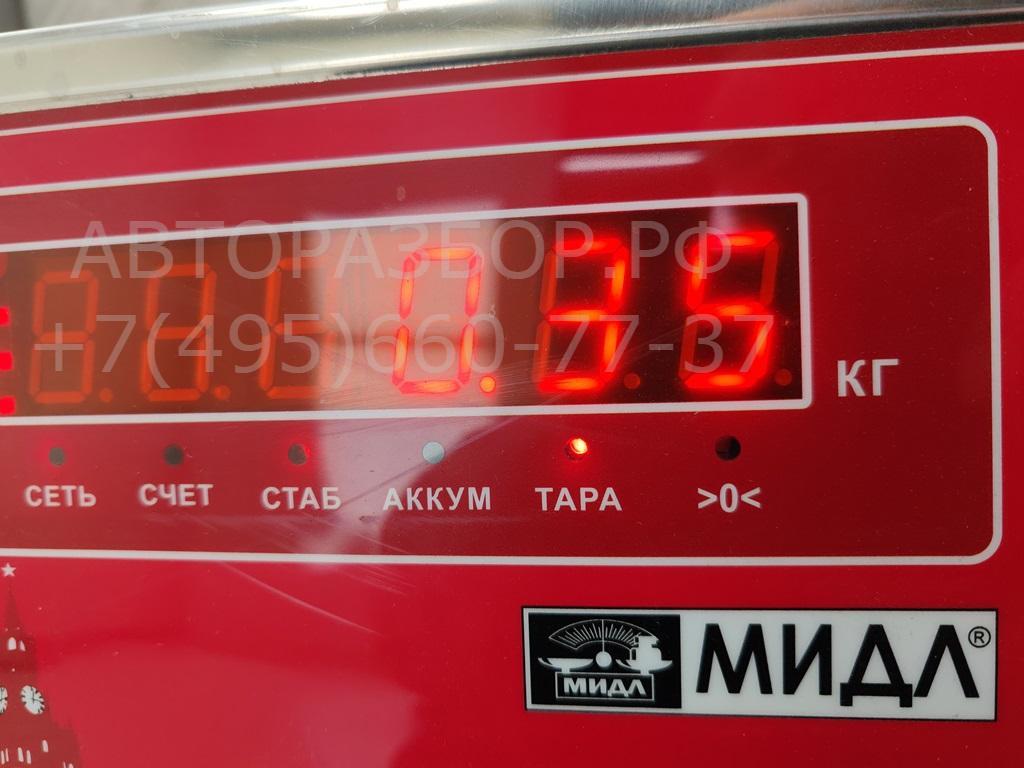 АВТОРАЗБОР.РФ
0.35
+7(495)660-77-37
КГ
СЕТЬ СЧЕТ СТАБ АККУМ ТАРА >0<
МИДЛ МИДЛ®